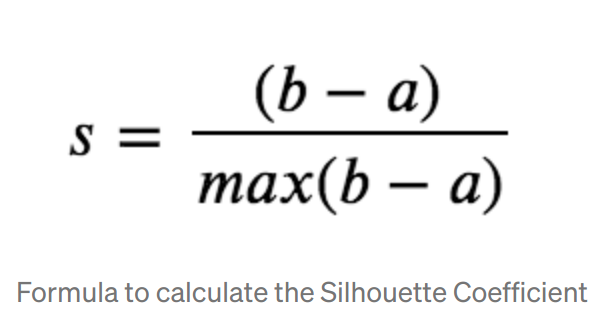 s = (b − a)
max(b − a)
Formula to calculate the Silhouette Coefficient